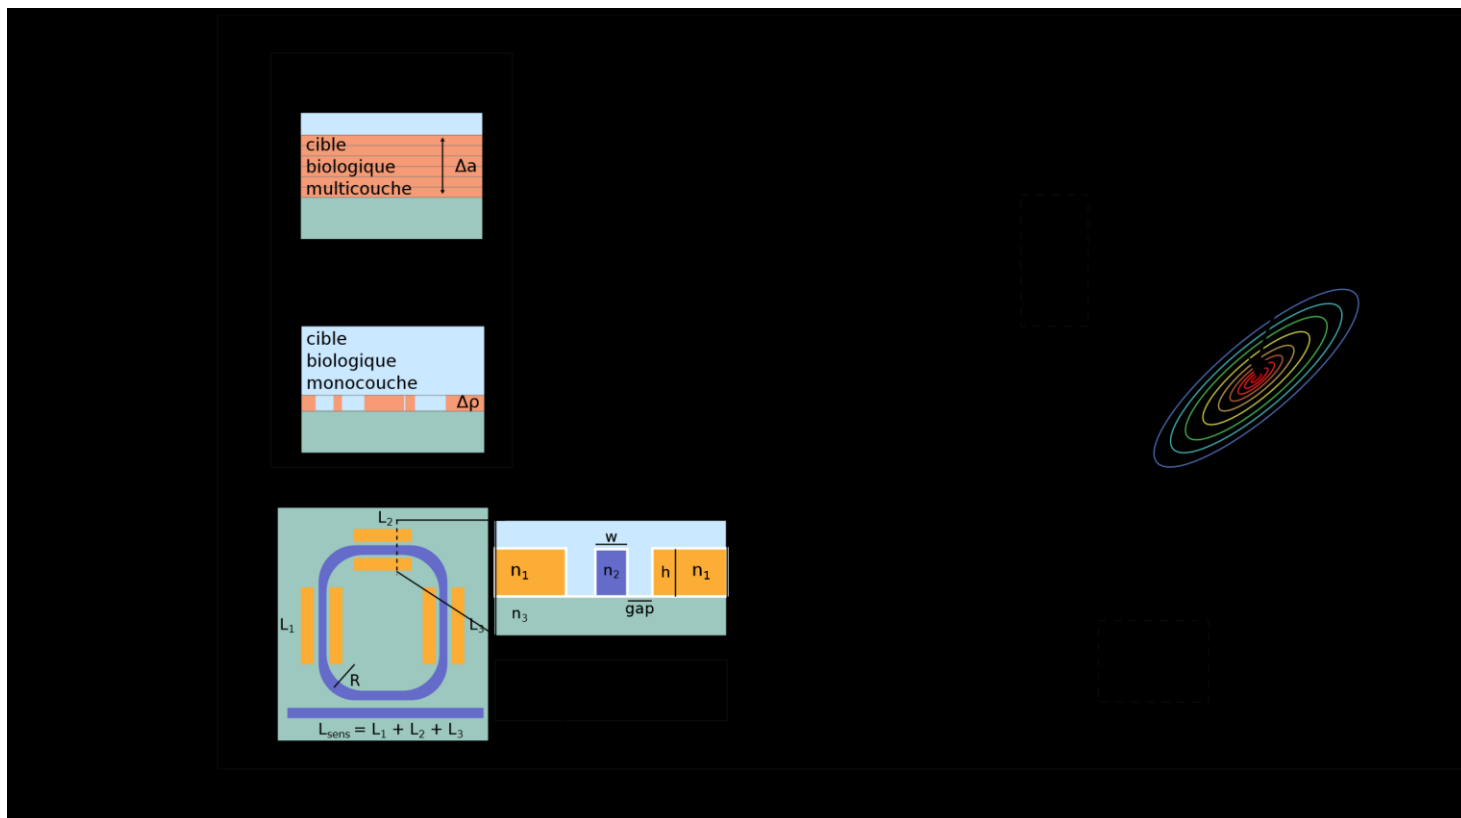 cible
biologique
multicouche
Δa
cible
biologique
monocouche
Δρ
L₂
L₁
L₃
R
Lsens = L₁ + L₂ + L₃
w
n₁
n₂
h
n₁
gap
n₃